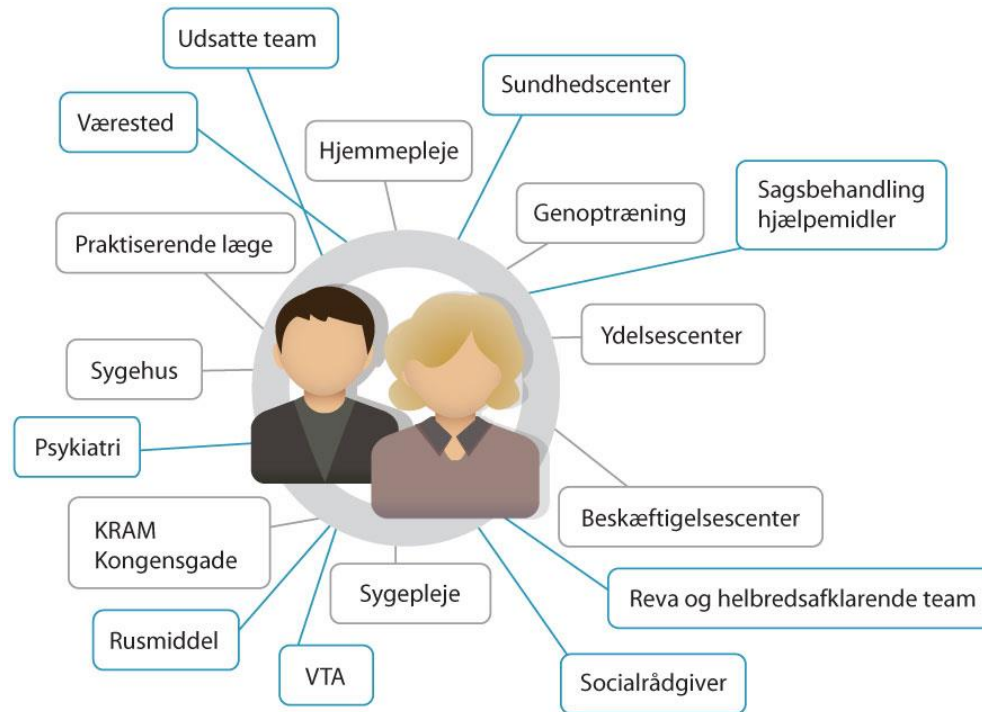 Udsatte team
Sundhedscenter
Værested
Hjemmepleje
Sagsbehandling
hjælpemidler
Genoptræning
Praktiserende læge
Ydelsescenter
Sygehus
Psykiatri
Beskæftigelsescenter
KRAM
Kongensgade
Sygepleje
Reva og helbredsafklarende team
Rusmiddel
VTA
Socialrådgiver